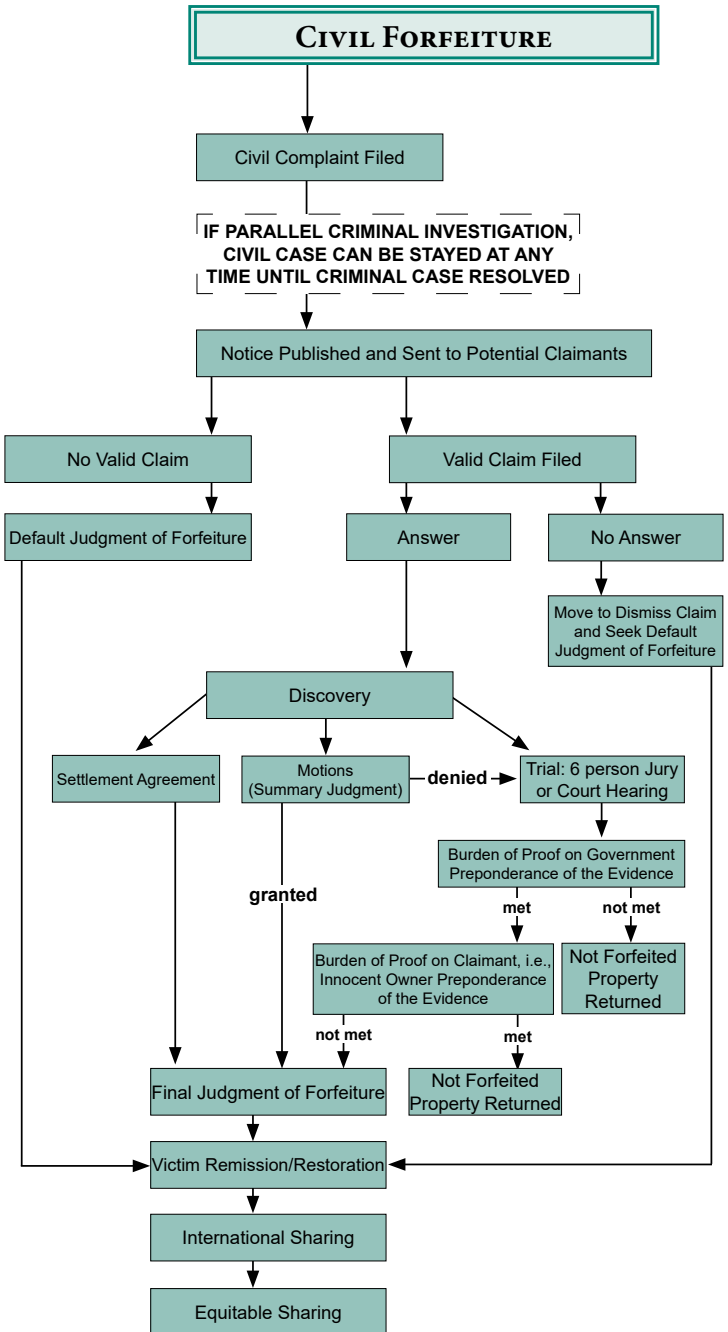 CIVIL FORFEITURE
Civil Complaint Filed
IF PARALLEL CRIMINAL INVESTIGATION,
CIVIL CASE CAN BE STAYED AT ANY
TIME UNTIL CRIMINAL CASE RESOLVED
Notice Published and Sent to Potential Claimants
No Valid Claim
Valid Claim Filed
Default Judgment of Forfeiture
Answer
No Answer
Move to Dismiss Claim
and Seek Default
Judgment of Forfeiture
Discovery
Settlement Agreement
Motions
(Summary Judgment)
denied
Trial: 6 person Jury
or Court Hearing
Burden of Proof on Government
Preponderance of the Evidence
granted
met
not met
Burden of Proof on Claimant, i.e.,
Innocent Owner Preponderance
of the Evidence
Not Forfeited
Property
Returned
not met
met
Final Judgment of Forfeiture
Not Forfeited
Property Returned
Victim Remission/Restoration
International Sharing
Equitable Sharing